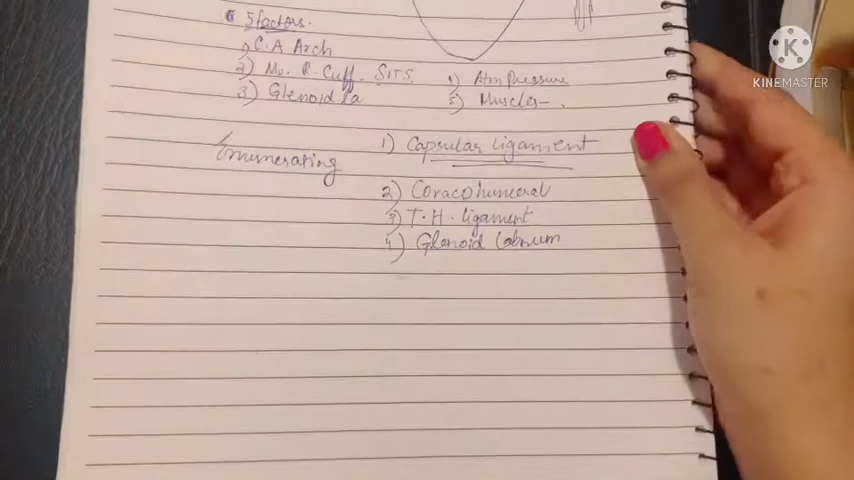 5 factors.
1) C.A Arch
2) Mu. R. Cuff. SITS.
3) Glenoid La
4) Atm Pressure
5) Muscles- .
Enumerating
1) Capsular ligament
2) Coracohumeral
3) T.H. ligament
4) Glenoid Labrum
KINEMASTER